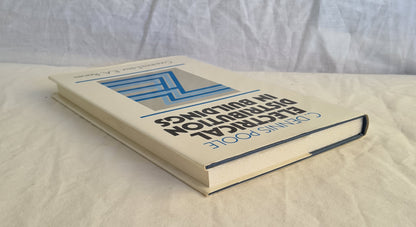 C. DENNIS POOLE
ELECTRICAL
DISTRIBUTION
IN BUILDINGS